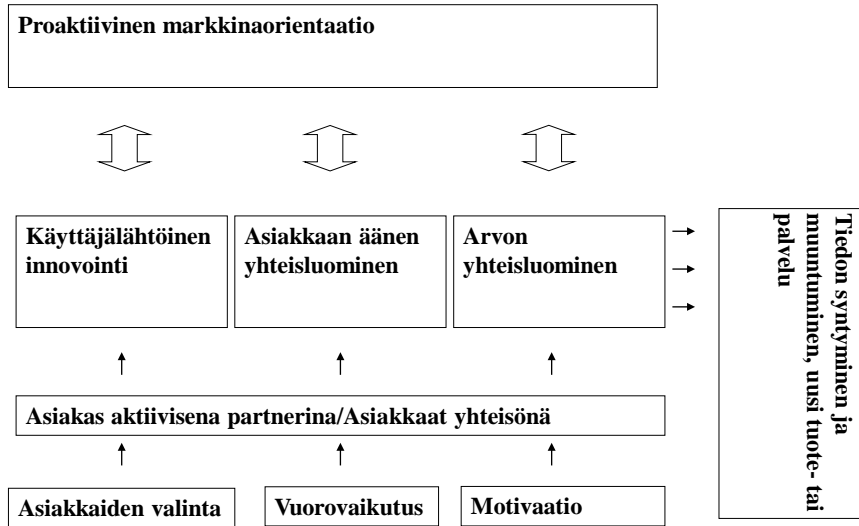 Proaktiivinen markkinaorientaatio
Käyttäjälähtöinen
innovointi
Asiakkaan äänen
yhteisluominen
Arvon
yhteisluominen
Tiedon syntyminen ja
muuntuminen, uusi tuote- tai
palvelu
Asiakas aktiivisena partnerina/Asiakkaat yhteisönä
Asiakkaiden valinta
Vuorovaikutus
Motivaatio